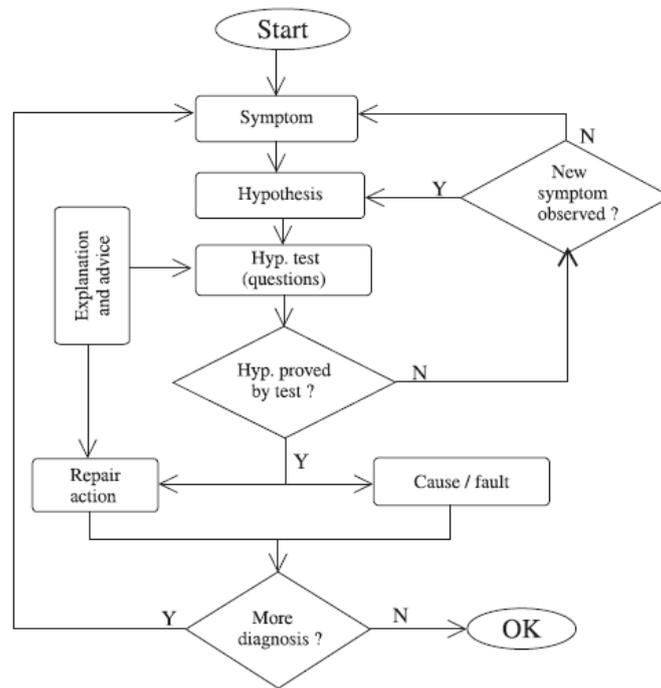 Start
Symptom
N
New
symptom
observed ?
Y
Hypothesis
Explanation
and advice
Hyp. test
(questions)
Hyp. proved
by test ?
N
Y
Repair
action
Cause / fault
Y
More
diagnosis ?
N
OK